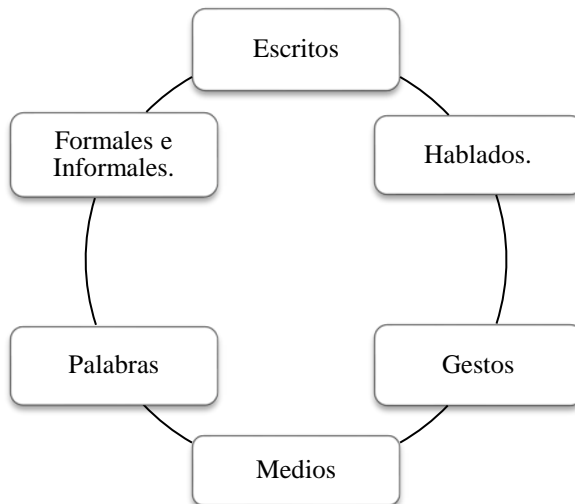 Escritos
Hablados.
Gestos
Medios
Palabras
Formales e
Informales.